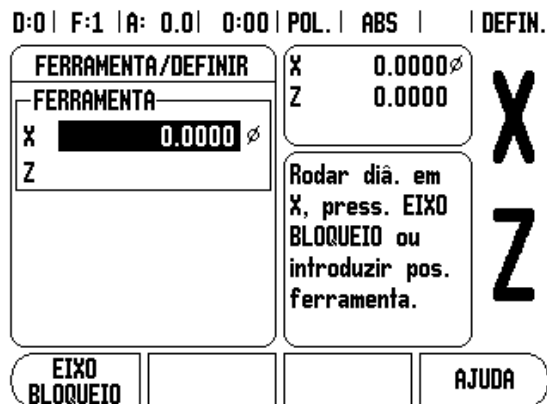 D:0 | F:1 | A: 0.0 | 0:00 | POL. | ABS | | DEFIN.
FERRAMENTA/DEFINIR
FERRAMENTA
X 0.0000 ⌀
Z
X 0.0000⌀
Z 0.0000
Rodar diâ. em
X, press. EIXO
BLOQUEIO ou
introduzir pos.
ferramenta.
X
Z
EIXO
BLOQUEIO
AJUDA